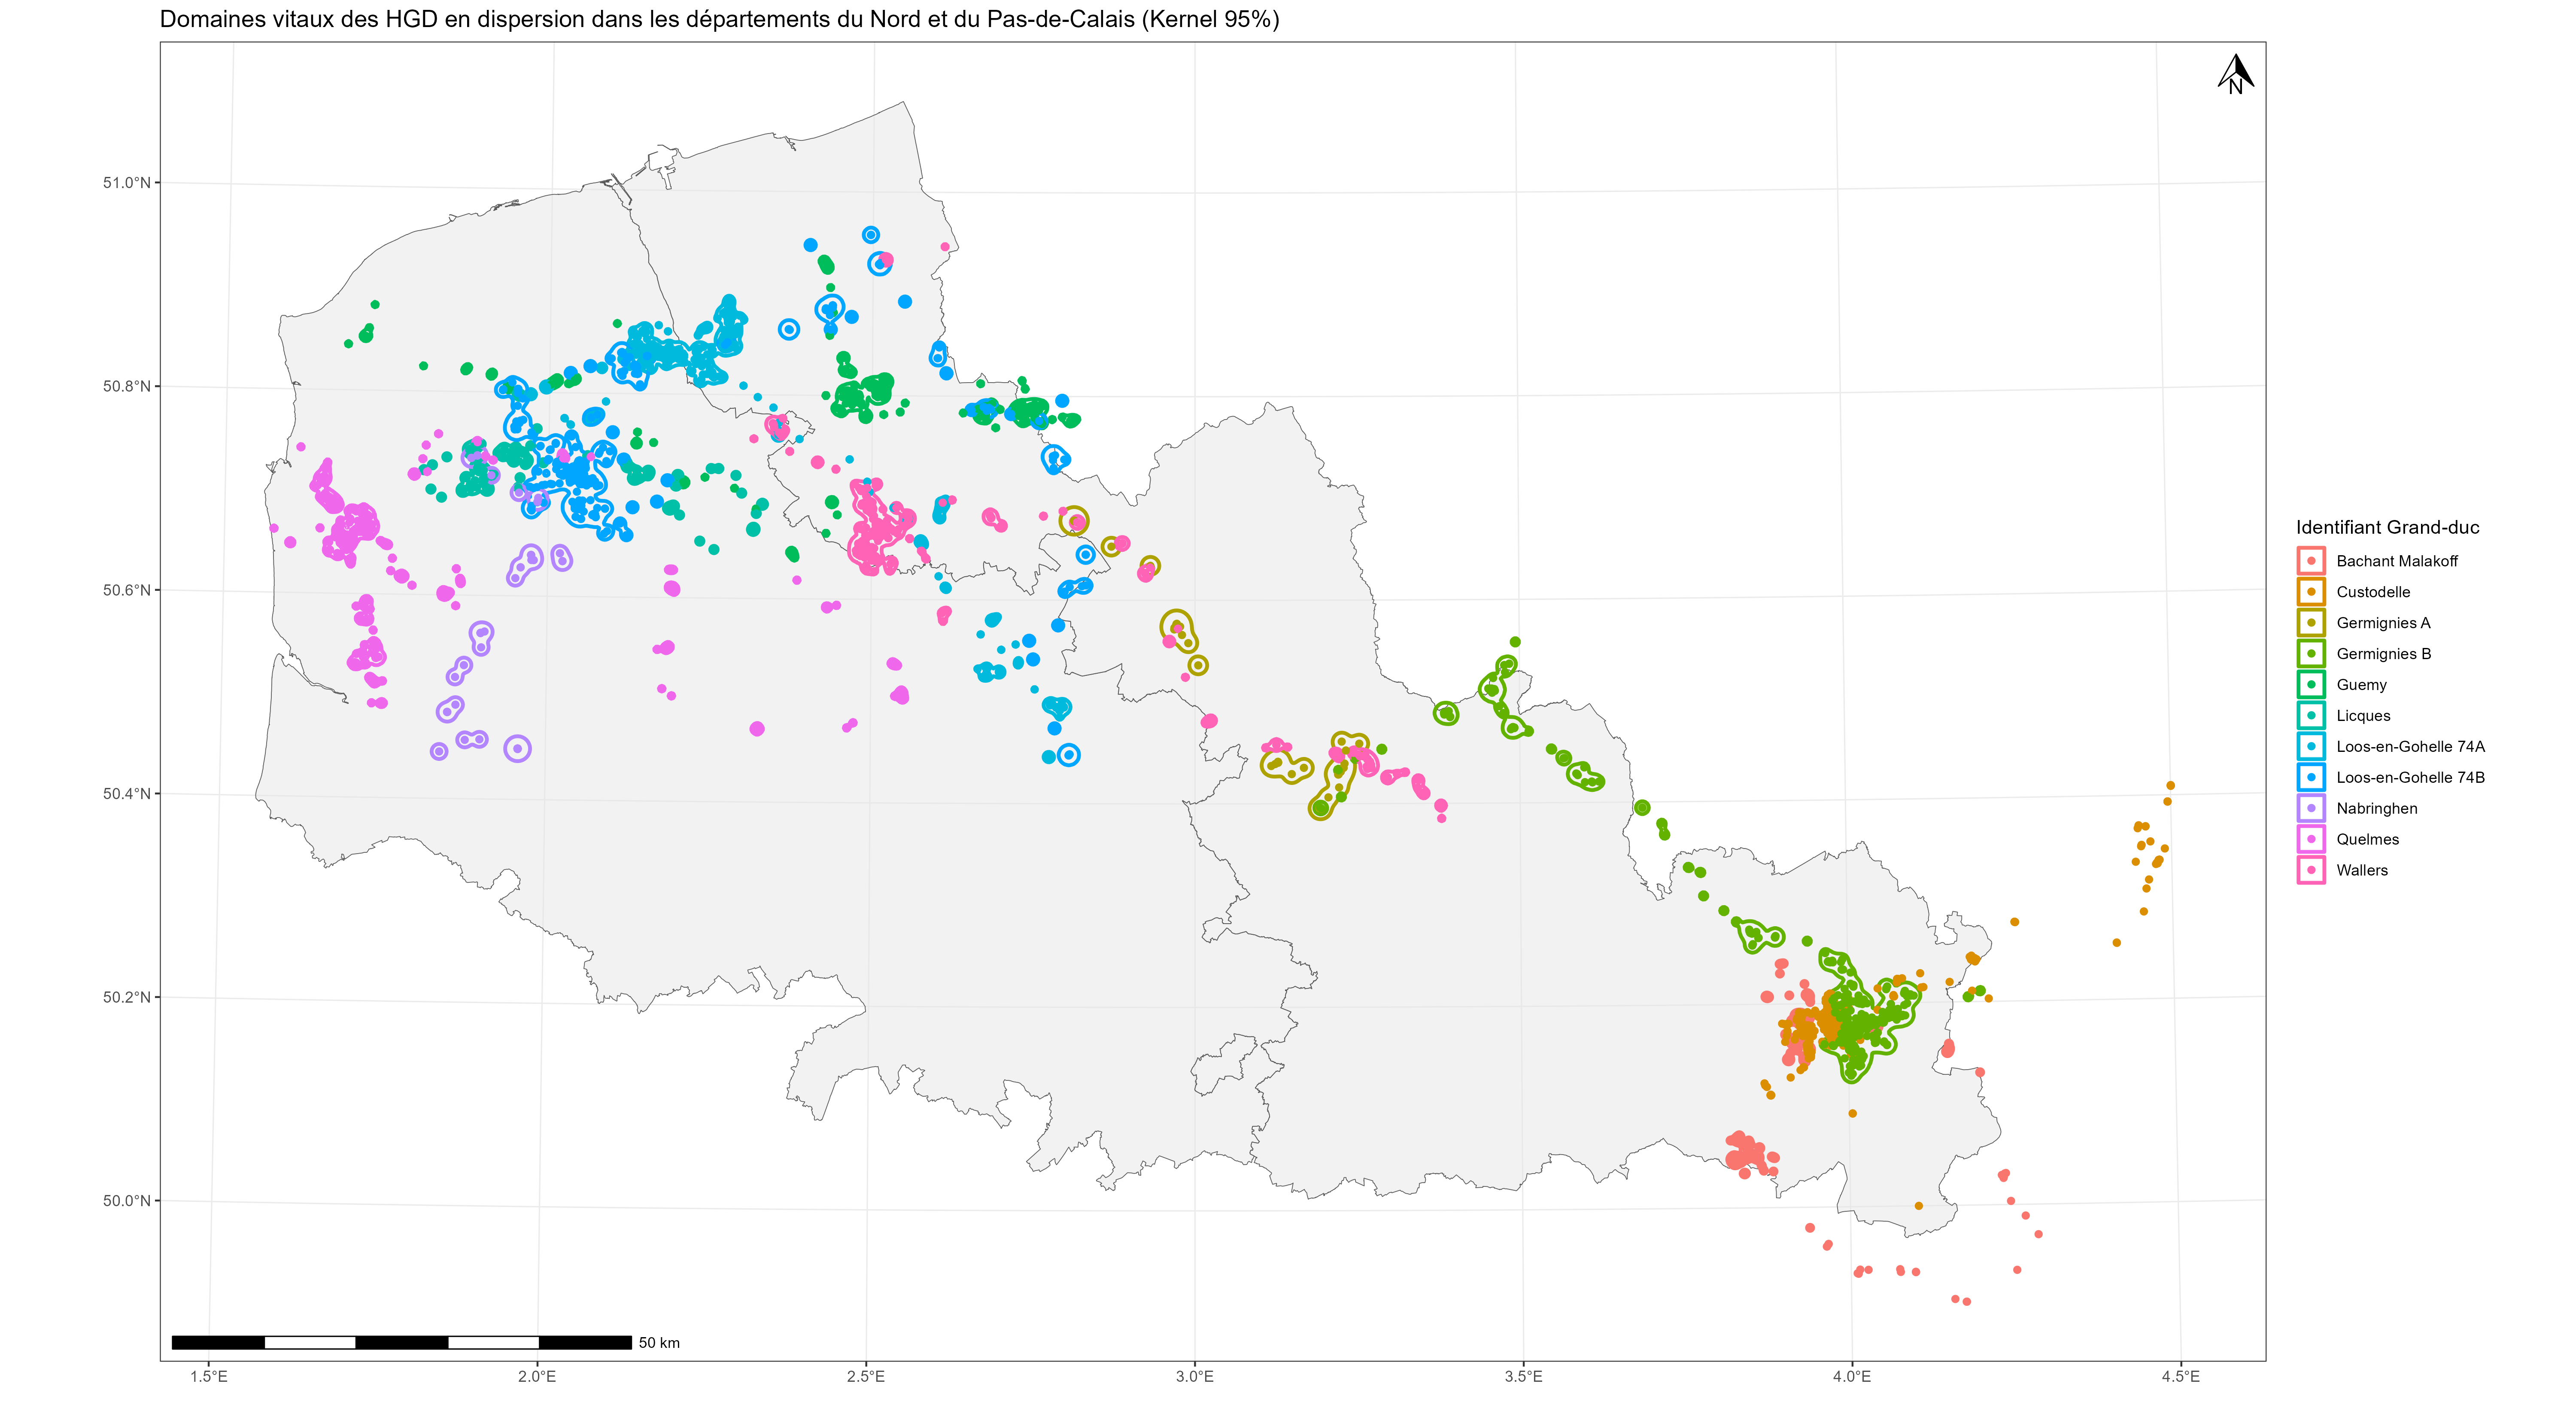 Domaines vitaux des HGD en dispersion dans les départements du Nord et du Pas-de-Calais (Kernel 95%)
N
51.0°N
50.8°N
50.6°N
50.4°N
50.2°N
50.0°N
50 km
1.5°E
2.0°E
2.5°E
3.0°E
3.5°E
4.0°E
4.5°E
Identifiant Grand-duc
Bachant Malakoff
Custodelle
Germignies A
Germignies B
Guemy
Licques
Loos-en-Gohelle 74A
Loos-en-Gohelle 74B
Nabringhen
Quelmes
Wallers